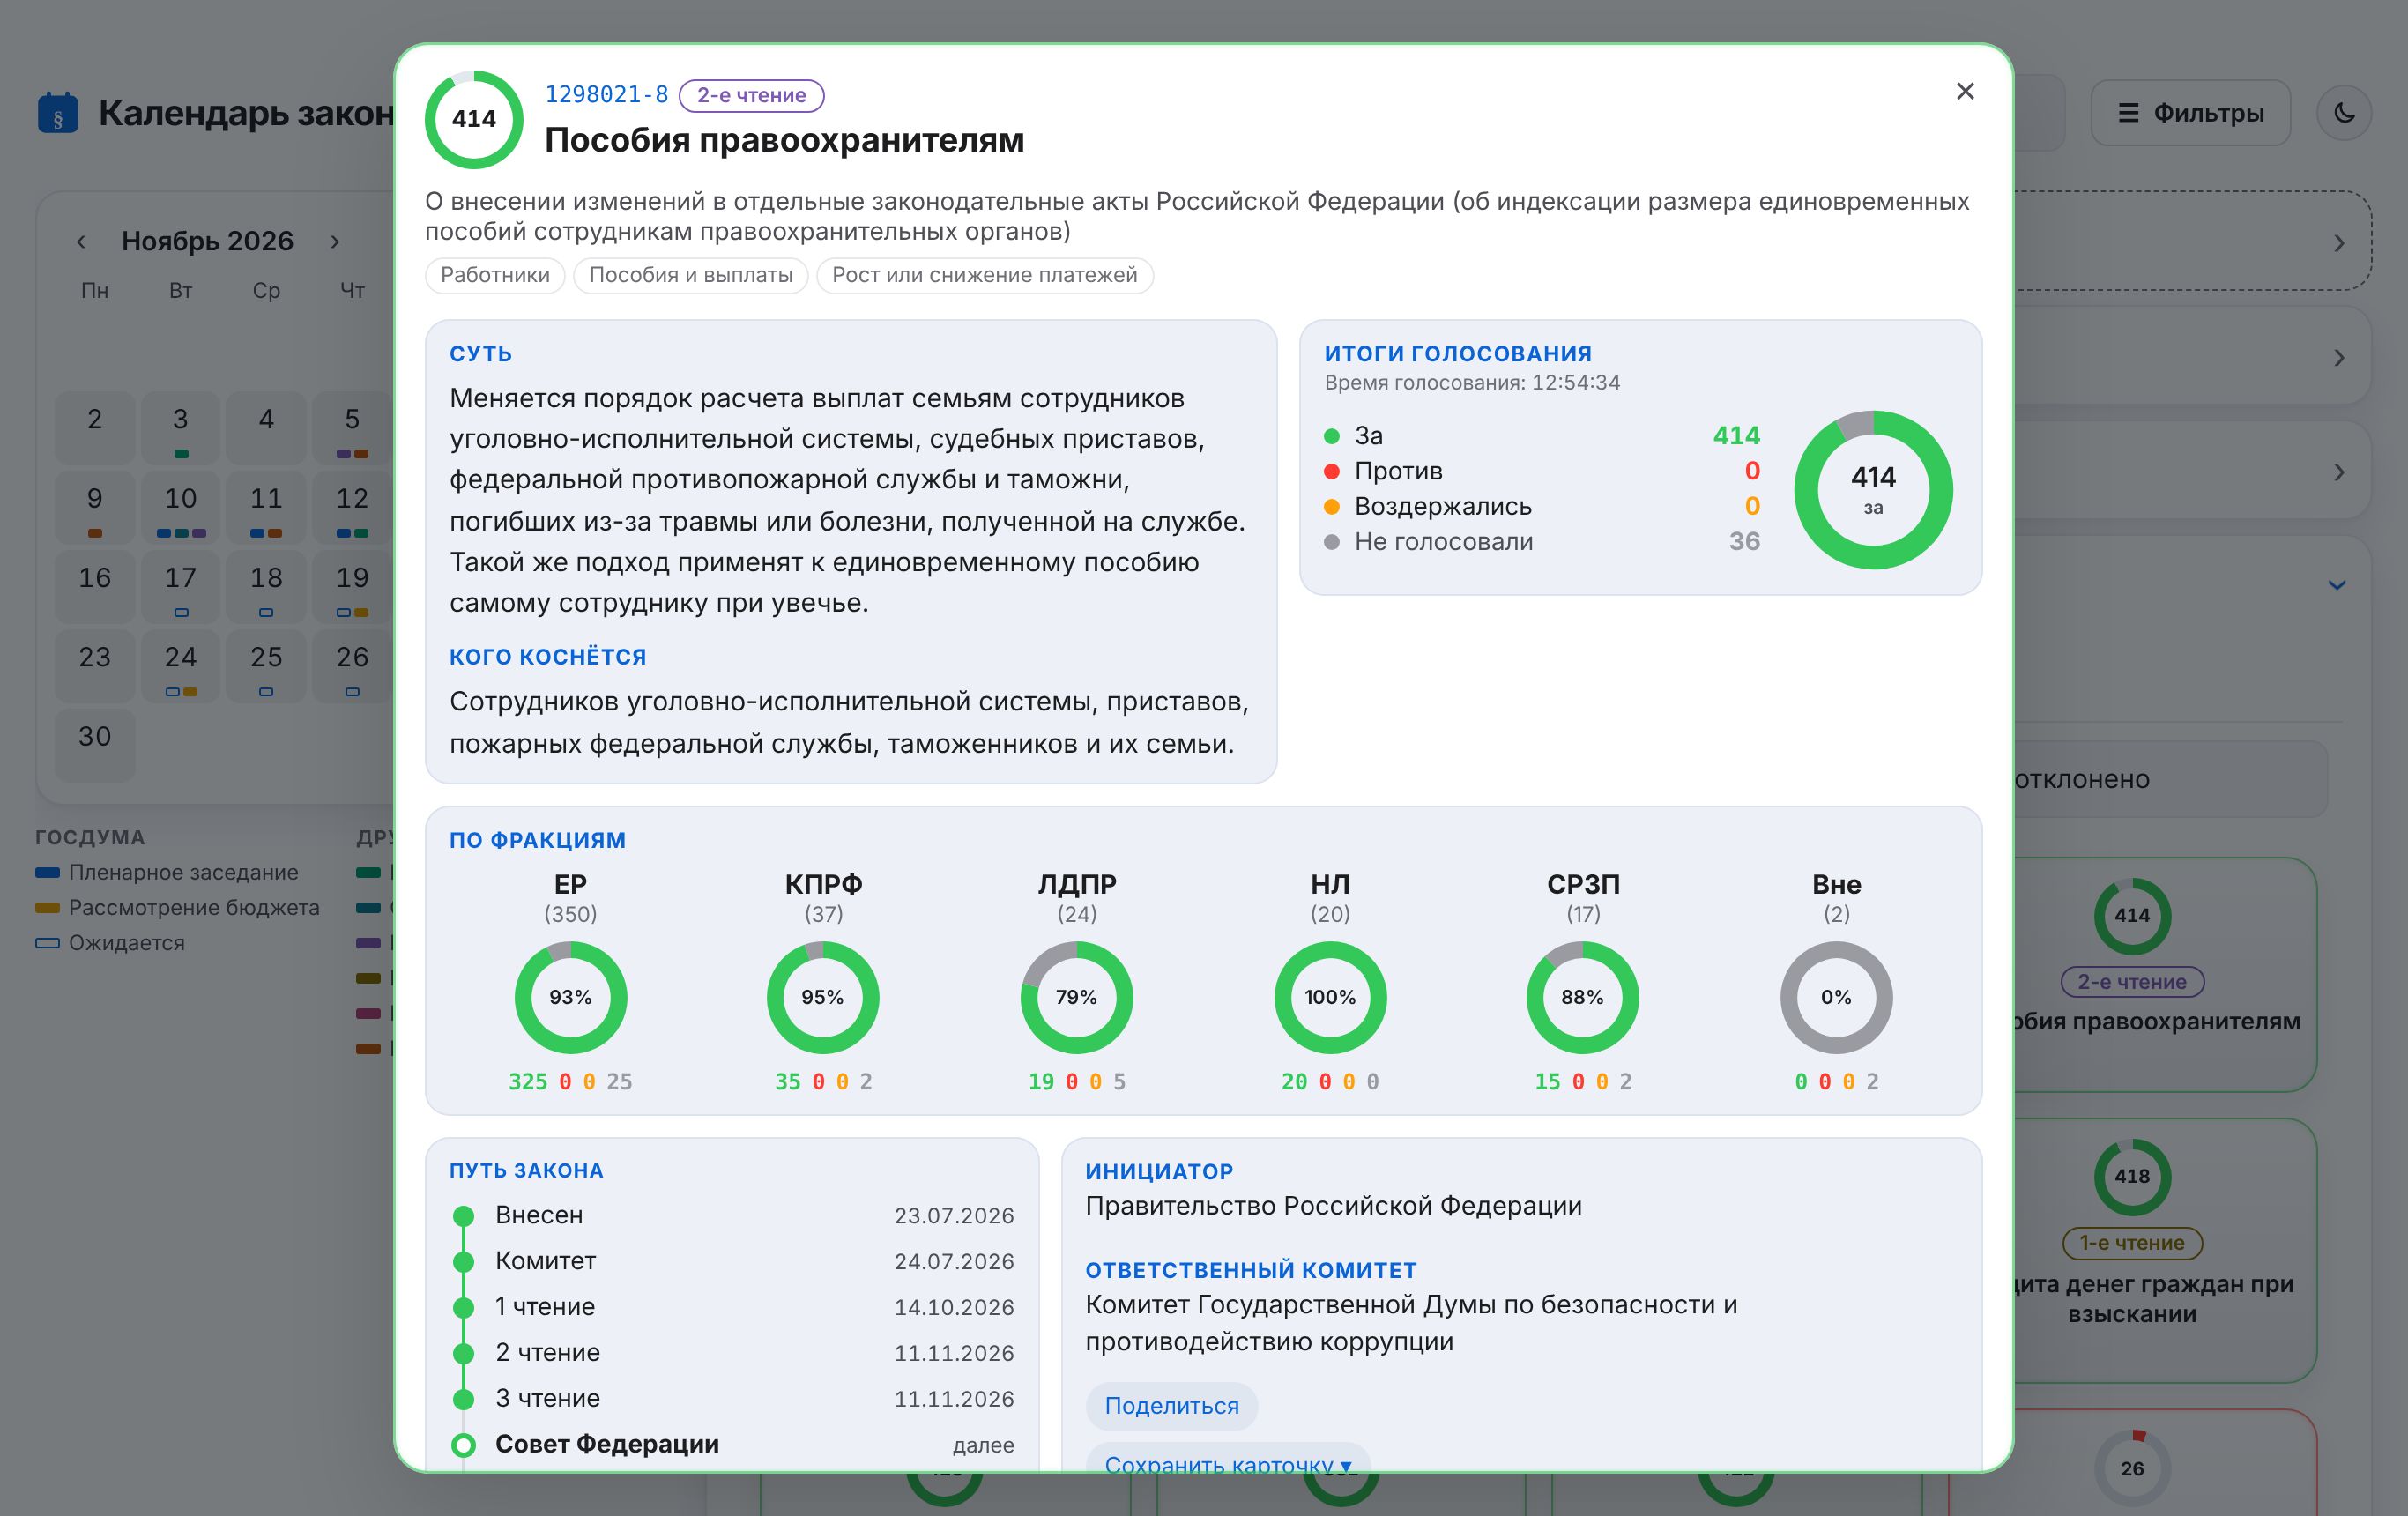 Календарь закон
Фильтры
Ноябрь 2026
Пн Вт Ср Чт
2 3 4 5
9 10 11 12
16 17 18 19
23 24 25 26
30
ГОСДУМА
Пленарное заседание
Рассмотрение бюджета
Ожидается
414
1298021-8 2-е чтение
Пособия правоохранителям
О внесении изменений в отдельные законодательные акты Российской Федерации (об индексации размера единовременных
пособий сотрудникам правоохранительных органов)
Работники Пособия и выплаты Рост или снижение платежей
СУТЬ
Меняется порядок расчета выплат семьям сотрудников
уголовно-исполнительной системы, судебных приставов,
федеральной противопожарной службы и таможни,
погибших из-за травмы или болезни, полученной на службе.
Такой же подход применят к единовременному пособию
самому сотруднику при увечье.
КОГО КОСНЁТСЯ
Сотрудников уголовно-исполнительной системы, приставов,
пожарных федеральной службы, таможенников и их семьи.
ИТОГИ ГОЛОСОВАНИЯ
Время голосования: 12:54:34
За 414
Против 0
Воздержались 0
Не голосовали 36
414
за
ПО ФРАКЦИЯМ
ЕР КПРФ ЛДПР НЛ СРЗП Вне
(350) (37) (24) (20) (17) (2)
93% 95% 79% 100% 88% 0%
325 0 0 25 35 0 0 2 19 0 0 5 20 0 0 0 15 0 0 2 0 0 0 2
ПУТЬ ЗАКОНА
Внесен 23.07.2026
Комитет 24.07.2026
1 чтение 14.10.2026
2 чтение 11.11.2026
3 чтение 11.11.2026
Совет Федерации далее
ИНИЦИАТОР
Правительство Российской Федерации
ОТВЕТСТВЕННЫЙ КОМИТЕТ
Комитет Государственной Думы по безопасности и
противодействию коррупции
Поделиться
Сохранить карточку ▾
отклонено
414
2-е чтение
обия правоохранителям
418
1-е чтение
щита денег граждан при
взыскании
26